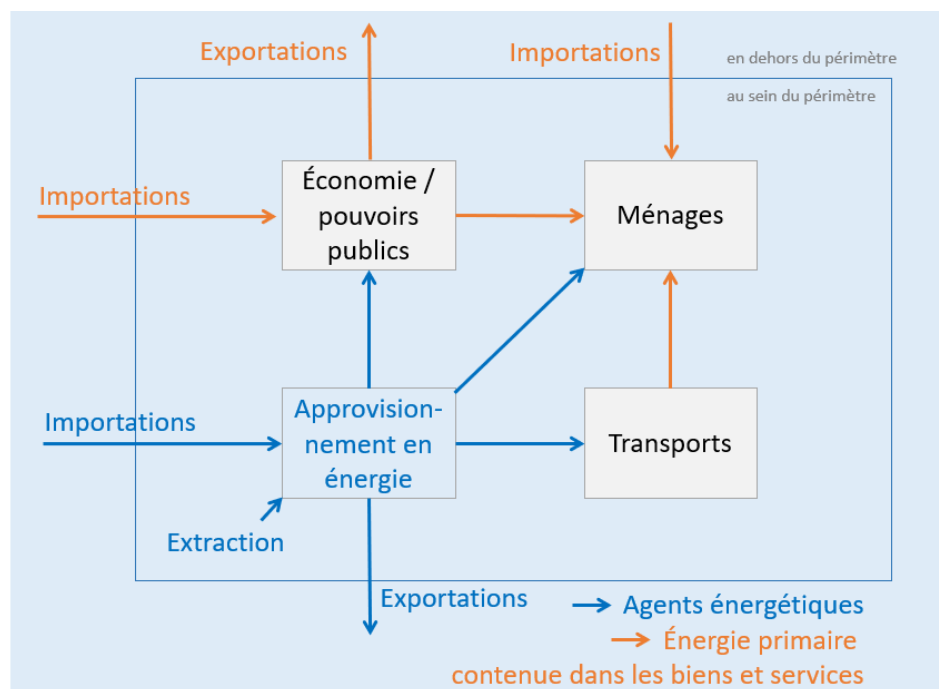 Exportations
Importations
en dehors du périmètre
au sein du périmètre
Importations
Économie /
pouvoirs
publics
Ménages
Importations
Approvision-
nement en
énergie
Transports
Extraction
Exportations
Agents énergétiques
Énergie primaire
contenue dans les biens et services